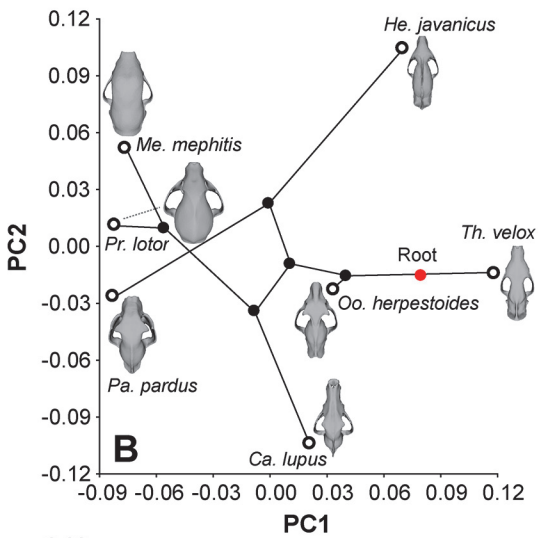 0.12
He. javanicus
0.09
0.06
Me. mephitis
0.03
PC2
Pr. lotor
Th. velox
0.00
Root
-0.03
Oo. herpestoides
-0.06
Pa. pardus
-0.09
B
Ca. lupus
-0.12
-0.09 -0.06 -0.03 0.00 0.03 0.06 0.09 0.12
PC1